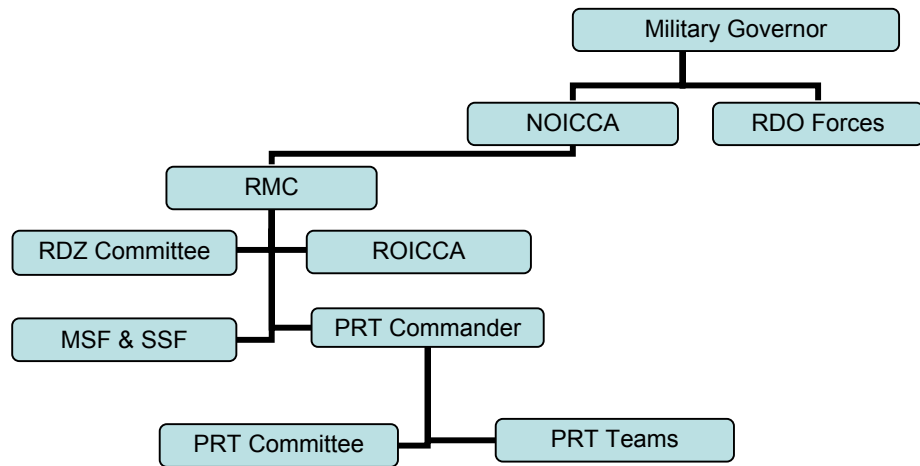 Military Governor
NOICCA
RDO Forces
RMC
RDZ Committee
ROICCA
MSF & SSF
PRT Commander
PRT Committee
PRT Teams